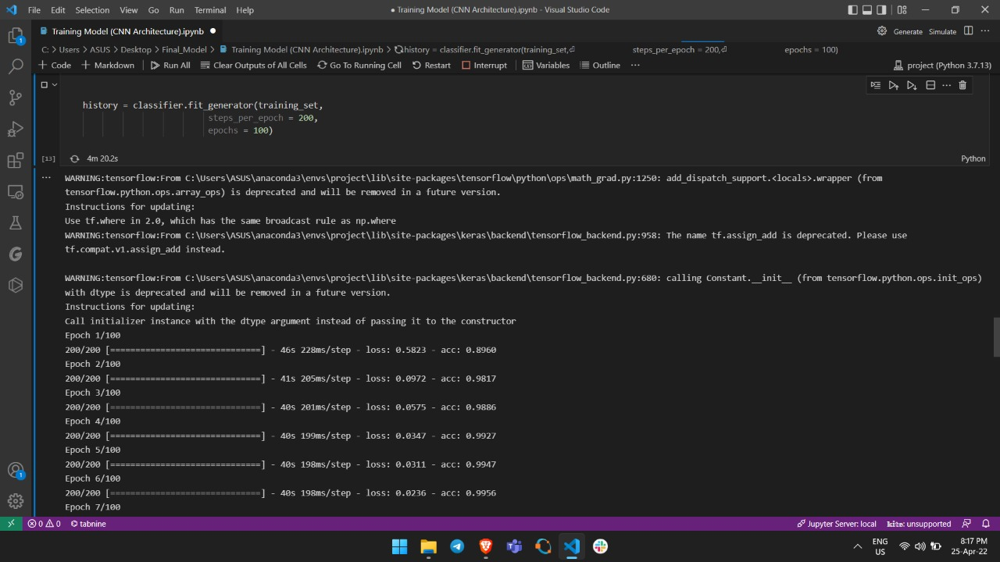 File Edit Selection View Go Run Terminal Help
● Training Model (CNN Architecture).ipynb - Visual Studio Code
Training Model (CNN Architecture).ipynb ●
Generate Simulate ···
C: > Users > ASUS > Desktop > Final_Model > Training Model (CNN Architecture).ipynb > history = classifier.fit_generator(training_set,⏎ steps_per_epoch = 200,⏎ epochs = 100)
+ Code + Markdown Run All Clear Outputs of All Cells Go To Running Cell Restart Interrupt Variables Outline ···
project (Python 3.7.13)
history = classifier.fit_generator(training_set,
steps_per_epoch = 200,
epochs = 100)
[13] 4m 20.2s Python
WARNING:tensorflow:From C:\Users\ASUS\anaconda3\envs\project\lib\site-packages\tensorflow\python\ops\math_grad.py:1250: add_dispatch_support.<locals>.wrapper (from
tensorflow.python.ops.array_ops) is deprecated and will be removed in a future version.
Instructions for updating:
Use tf.where in 2.0, which has the same broadcast rule as np.where
WARNING:tensorflow:From C:\Users\ASUS\anaconda3\envs\project\lib\site-packages\keras\backend\tensorflow_backend.py:958: The name tf.assign_add is deprecated. Please use
tf.compat.v1.assign_add instead.
WARNING:tensorflow:From C:\Users\ASUS\anaconda3\envs\project\lib\site-packages\keras\backend\tensorflow_backend.py:680: calling Constant.__init__ (from tensorflow.python.ops.init_ops)
with dtype is deprecated and will be removed in a future version.
Instructions for updating:
Call initializer instance with the dtype argument instead of passing it to the constructor
Epoch 1/100
200/200 [==============================] - 46s 228ms/step - loss: 0.5823 - acc: 0.8960
Epoch 2/100
200/200 [==============================] - 41s 205ms/step - loss: 0.0972 - acc: 0.9817
Epoch 3/100
200/200 [==============================] - 40s 201ms/step - loss: 0.0575 - acc: 0.9886
Epoch 4/100
200/200 [==============================] - 40s 199ms/step - loss: 0.0347 - acc: 0.9927
Epoch 5/100
200/200 [==============================] - 40s 198ms/step - loss: 0.0311 - acc: 0.9947
Epoch 6/100
200/200 [==============================] - 40s 198ms/step - loss: 0.0236 - acc: 0.9956
Epoch 7/100
0 0 tabnine
Jupyter Server: local kite: unsupported
ENG
US
8:17 PM
25-Apr-22